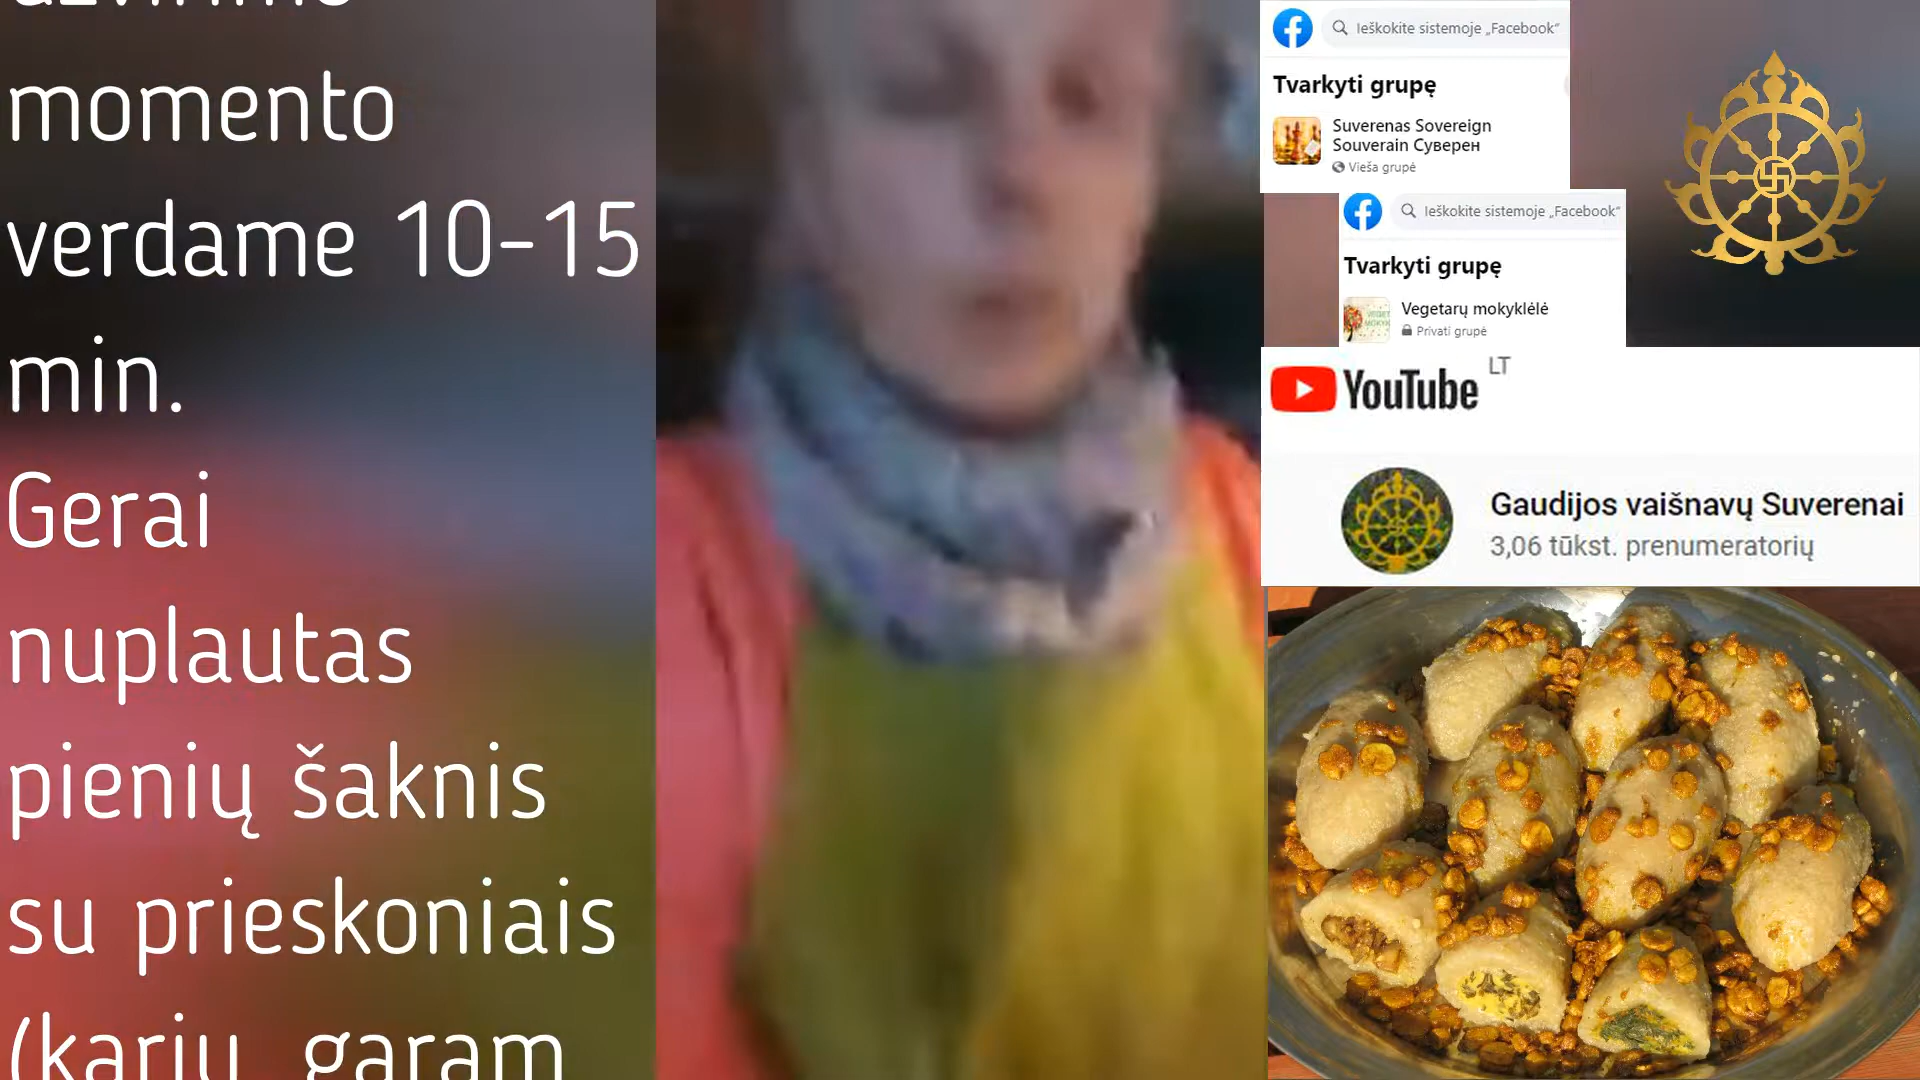 momento
verdame 10-15
min.
Gerai
nuplautas
pienių šaknis
su prieskoniais
(kariu, garam
Ieškokite sistemoje „Facebook“
Tvarkyti grupę
Suverenas Sovereign
Souverain Суверен
Vieša grupė
Ieškokite sistemoje „Facebook“
Tvarkyti grupę
Vegetarų mokyklėlė
Privati grupė
YouTube LT
Gaudijos vaišnavų Suverenai
3,06 tūkst. prenumeratorių